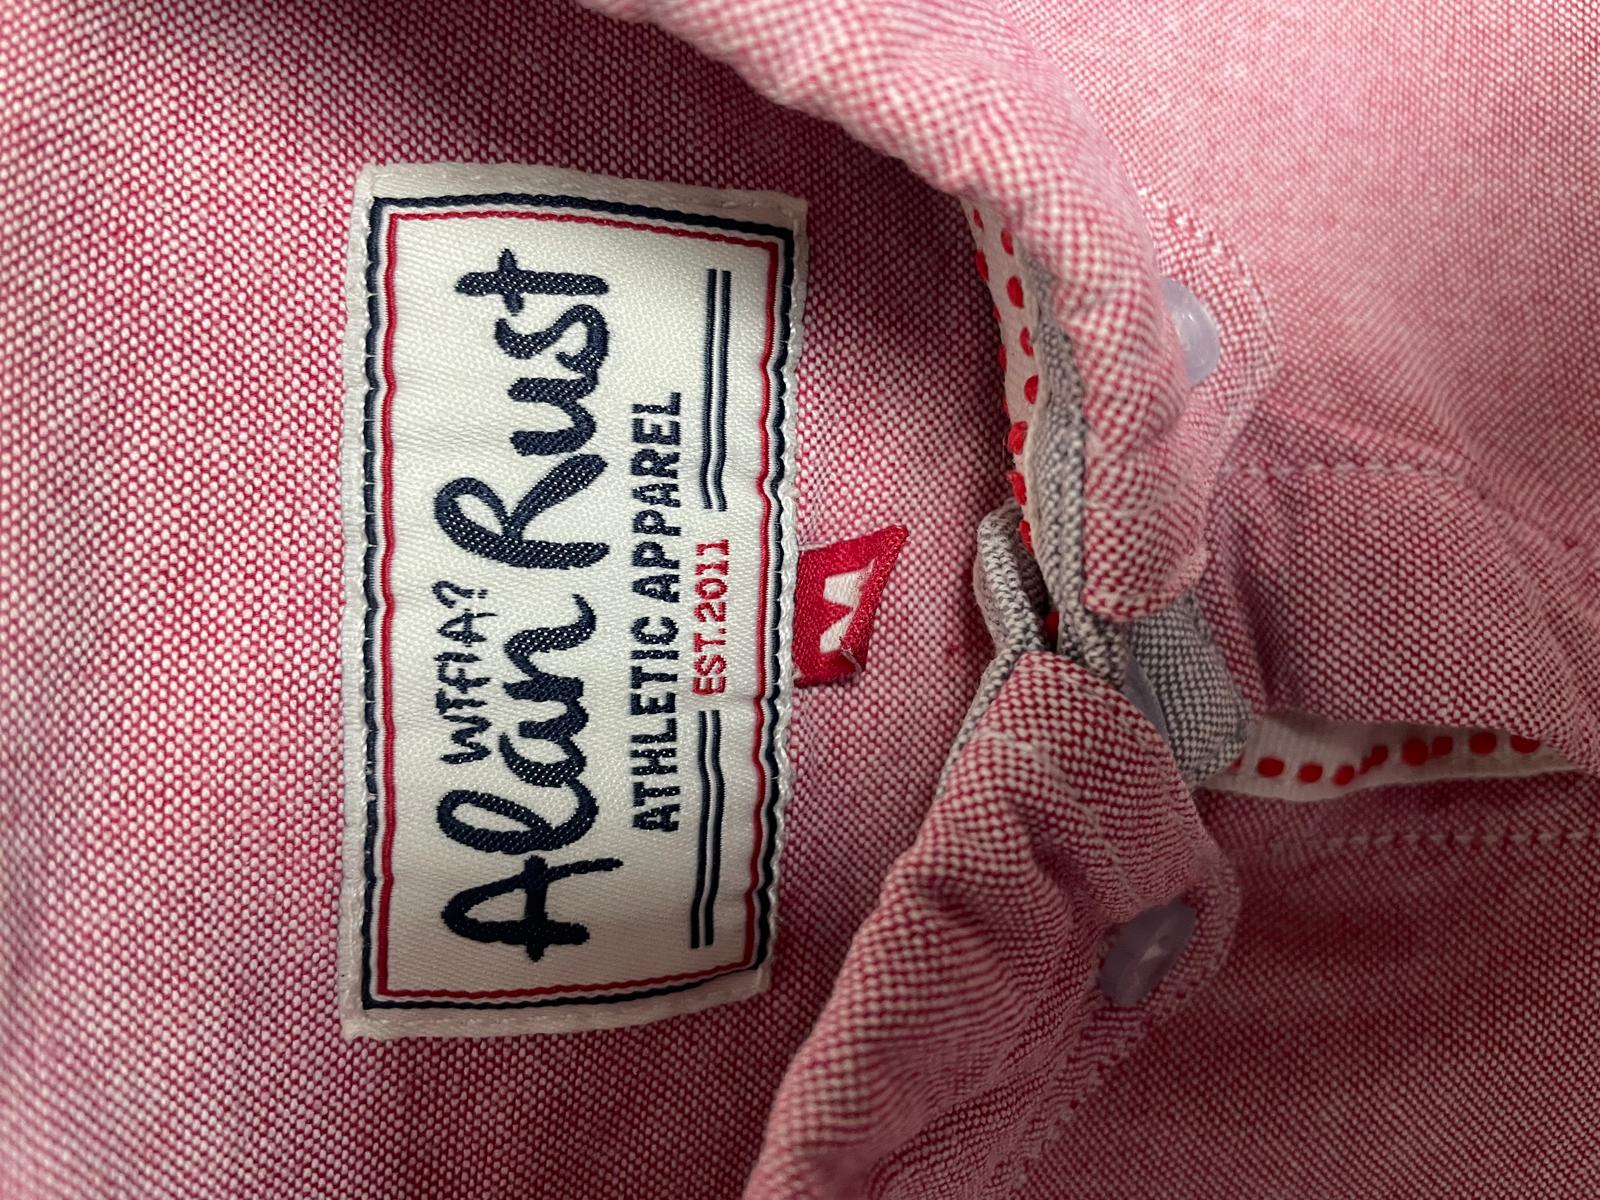 WTFIA?
Alan Rust
ATHLETIC APPAREL
EST.2011
M